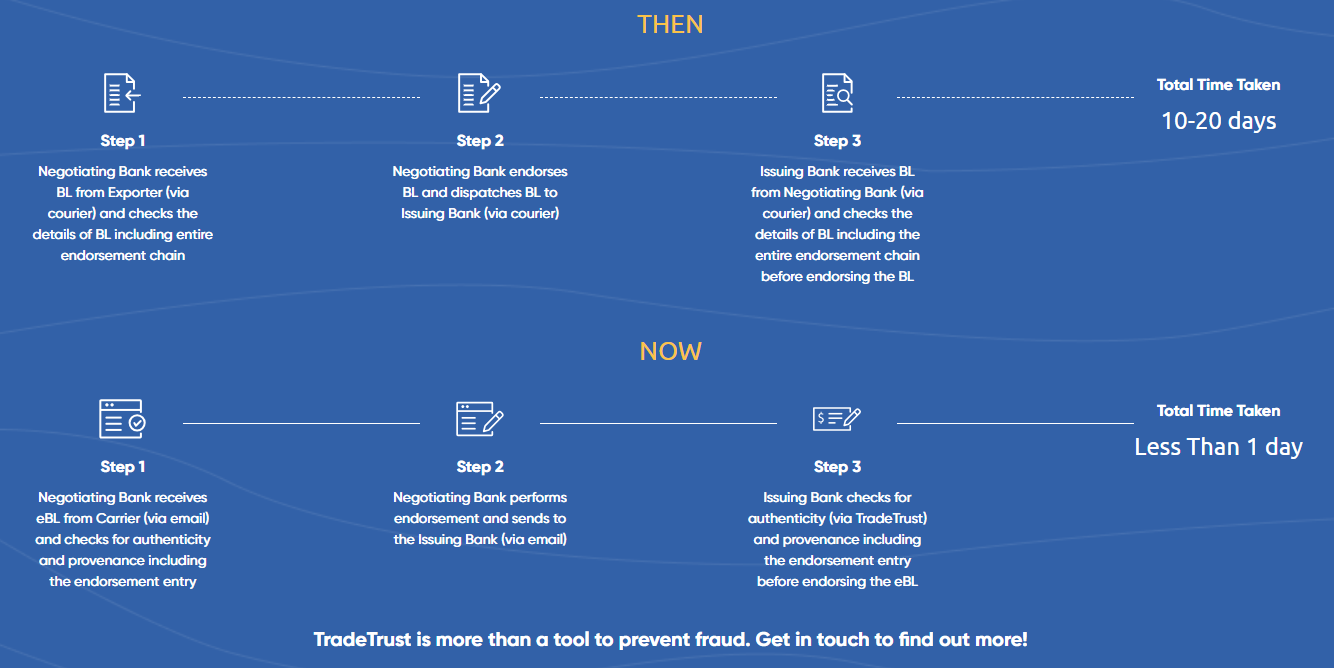 THEN
Total Time Taken
10-20 days
Step 1
Negotiating Bank receives
BL from Exporter (via
courier) and checks the
details of BL including entire
endorsement chain
Step 2
Negotiating Bank endorses
BL and dispatches BL to
Issuing Bank (via courier)
Step 3
Issuing Bank receives BL
from Negotiating Bank (via
courier) and checks the
details of BL including the
entire endorsement chain
before endorsing the BL
NOW
Total Time Taken
Less Than 1 day
Step 1
Negotiating Bank receives
eBL from Carrier (via email)
and checks for authenticity
and provenance including
the endorsement entry
Step 2
Negotiating Bank performs
endorsement and sends to
the Issuing Bank (via email)
$
Step 3
Issuing Bank checks for
authenticity (via TradeTrust)
and provenance including
the endorsement entry
before endorsing the eBL
TradeTrust is more than a tool to prevent fraud. Get in touch to find out more!